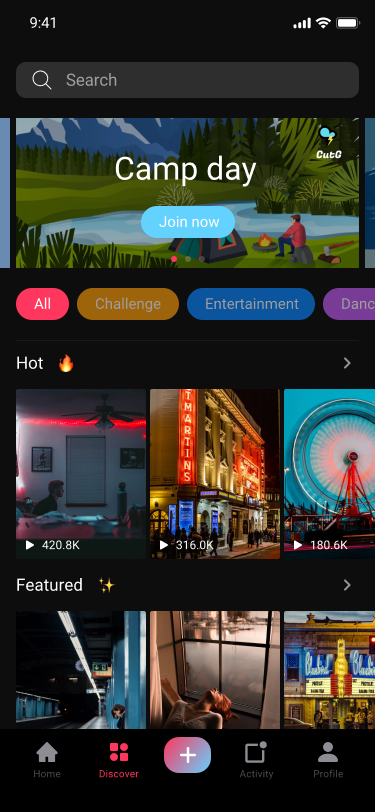 9:41
Search
Camp day
CutG
Join now
All
Challenge
Entertainment
Danc
Hot
STMARTINS
420.8K
316.0K
180.6K
Featured
Home
Discover
Activity
Profile